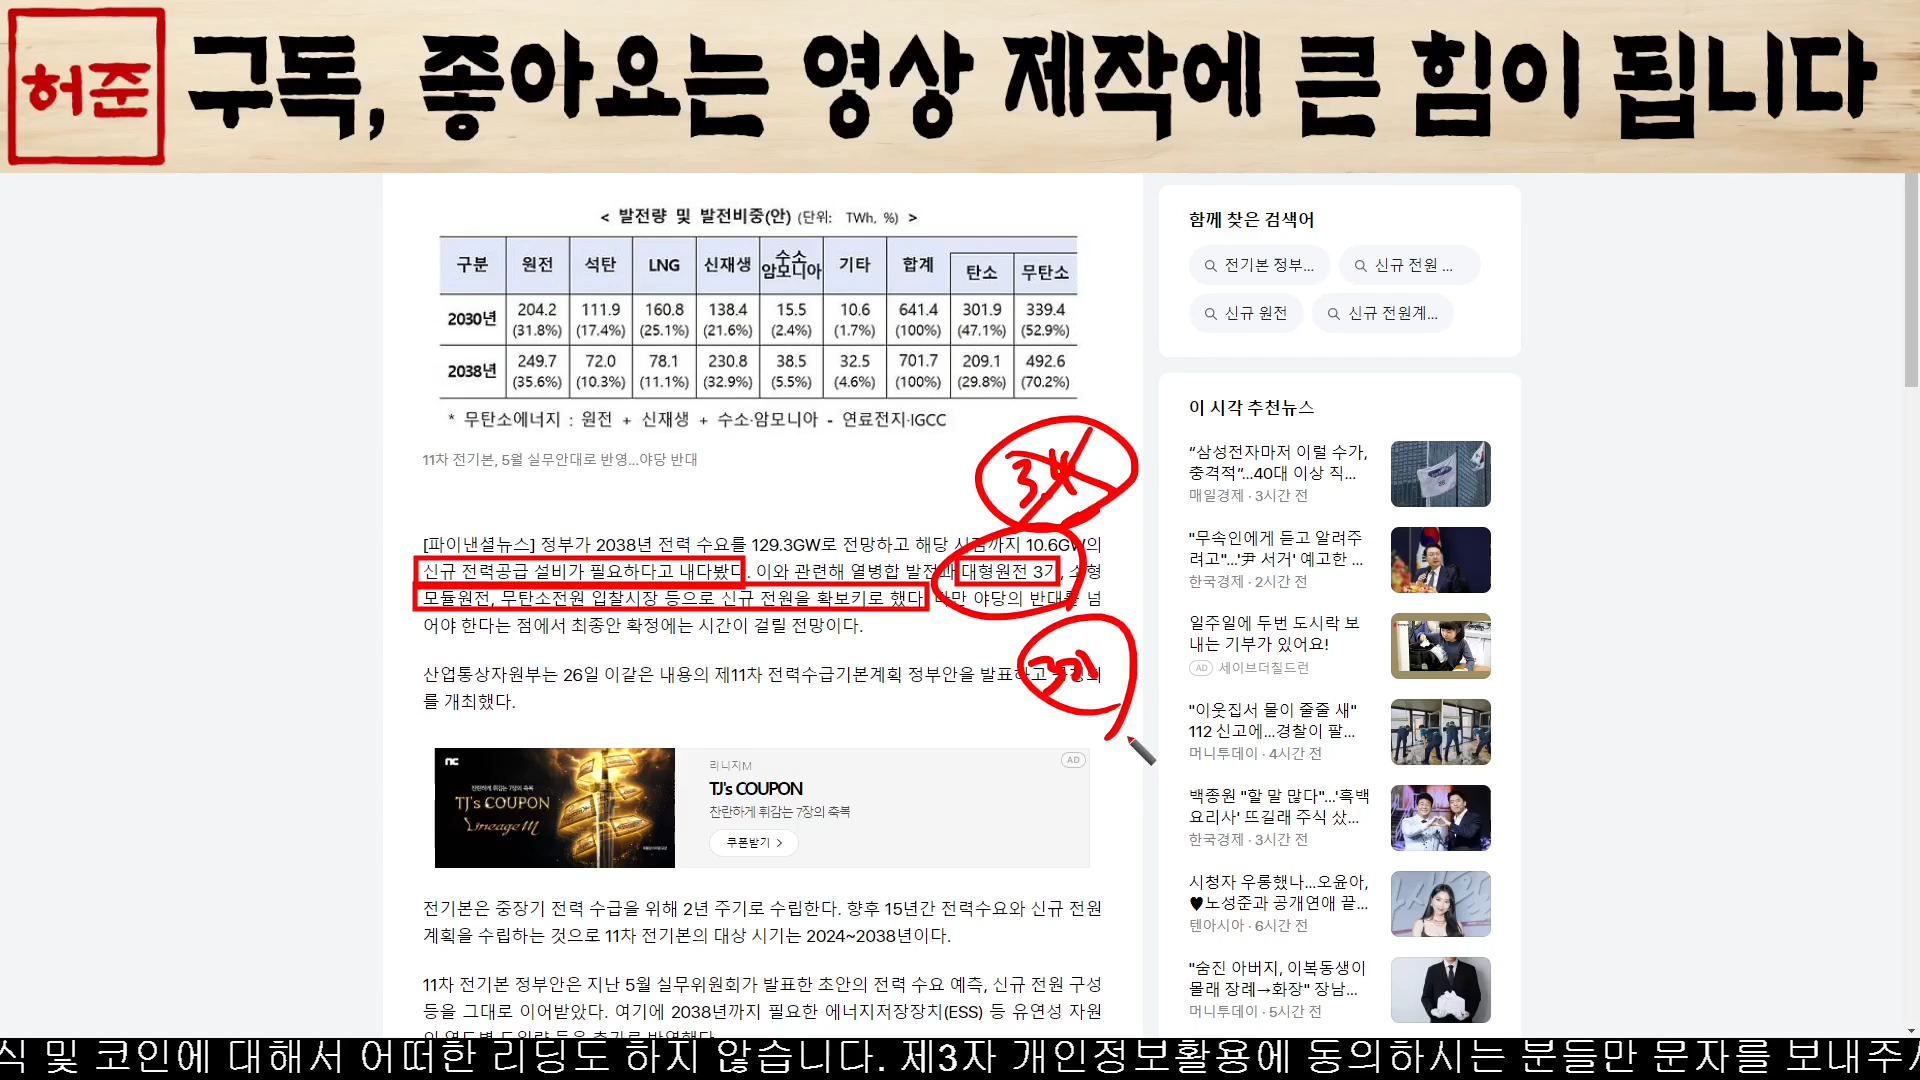 허준
구독, 좋아요는 영상 제작에 큰 힘이 됩니다
< 발전량 및 발전비중(안) (단위: TWh, %) >
구분 원전 석탄 LNG 신재생 수소 암모니아 기타 합계 탄소 무탄소
2030년 204.2 111.9 160.8 138.4 15.5 10.6 641.4 301.9 339.4
(31.8%) (17.4%) (25.1%) (21.6%) (2.4%) (1.7%) (100%) (47.1%) (52.9%)
2038년 249.7 72.0 78.1 230.8 38.5 32.5 701.7 209.1 492.6
(35.6%) (10.3%) (11.1%) (32.9%) (5.5%) (4.6%) (100%) (29.8%) (70.2%)
* 무탄소에너지 : 원전 + 신재생 + 수소·암모니아 - 연료전지·IGCC
11차 전기본, 5월 실무안대로 반영...야당 반대
[파이낸셜뉴스] 정부가 2038년 전력 수요를 129.3GW로 전망하고 해당 시점까지 10.6GW의
신규 전력공급 설비가 필요하다고 내다봤다. 이와 관련해 열병합 발전과 대형원전 3기, 소형
모듈원전, 무탄소전원 입찰시장 등으로 신규 전원을 확보키로 했다. 다만 야당의 반대를 넘
어야 한다는 점에서 최종안 확정에는 시간이 걸릴 전망이다.
3기
산업통상자원부는 26일 이같은 내용의 제11차 전력수급기본계획 정부안을 발표하고 공청회
를 개최했다.
nc
찬란하게 휘감는 7장의 축복
TJ's COUPON
Lineage M
리니지M
TJ's COUPON
찬란하게 휘감는 7장의 축복
쿠폰받기 >
AD
전기본은 중장기 전력 수급을 위해 2년 주기로 수립한다. 향후 15년간 전력수요와 신규 전원
계획을 수립하는 것으로 11차 전기본의 대상 시기는 2024~2038년이다.
11차 전기본 정부안은 지난 5월 실무위원회가 발표한 초안의 전력 수요 예측, 신규 전원 구성
등을 그대로 이어받았다. 여기에 2038년까지 필요한 에너지저장장치(ESS) 등 유연성 자원
함께 찾은 검색어
전기본 정부...
신규 전원 ...
신규 원전
신규 전원계...
이 시각 추천뉴스
“삼성전자마저 이럴 수가,
충격적”...40대 이상 직...
매일경제 · 3시간 전
"무속인에게 듣고 알려주
려고"...'尹 서거' 예고한 ...
한국경제 · 2시간 전
일주일에 두번 도시락 보
내는 기부가 있어요!
AD 세이브더칠드런
"이웃집서 물이 줄줄 새"
112 신고에...경찰이 팔...
머니투데이 · 4시간 전
백종원 "할 말 많다"...'흑백
요리사' 뜨길래 주식 샀...
한국경제 · 3시간 전
시청자 우롱했나...오윤아,
♥노성준과 공개연애 끝...
텐아시아 · 6시간 전
"숨진 아버지, 이복동생이
몰래 장례→화장" 장남...
머니투데이 · 5시간 전
식 및 코인에 대해서 어떠한 리딩도 하지 않습니다. 제3자 개인정보활용에 동의하시는 분들만 문자를 보내주시